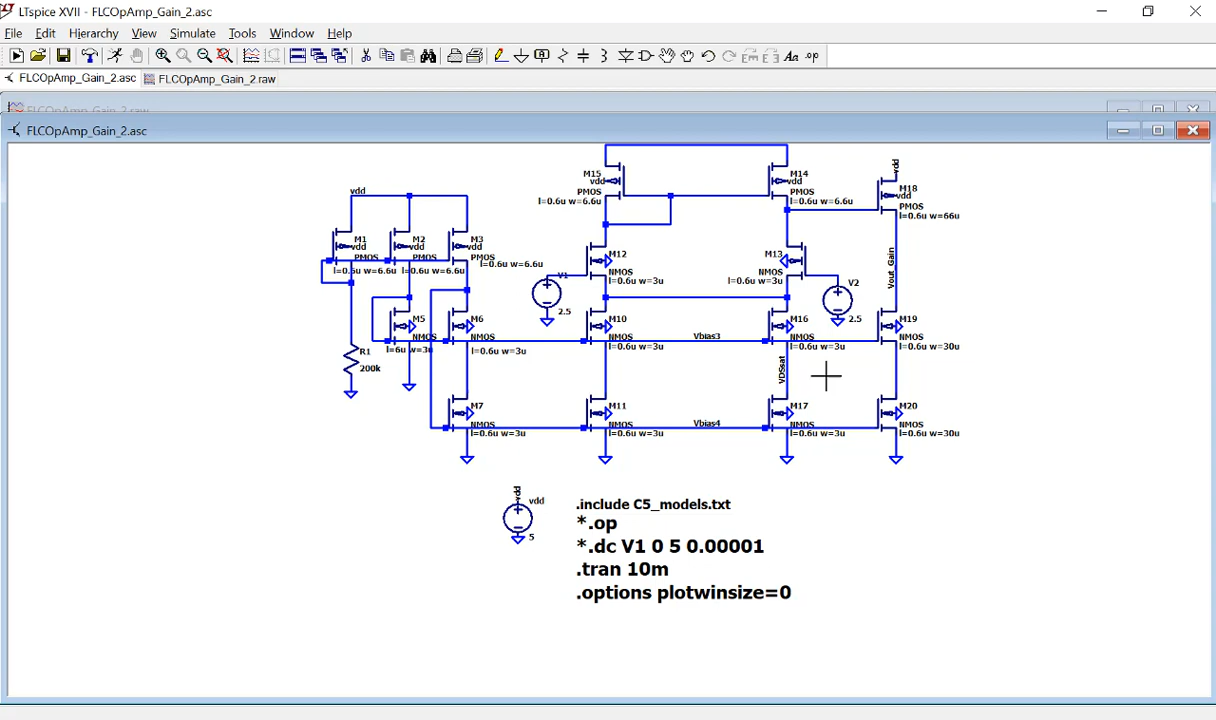 LTspice XVII - FLCOpAmp_Gain_2.asc
File Edit Hierarchy View Simulate Tools Window Help
FLCOpAmp_Gain_2.asc FLCOpAmp_Gain_2.raw
FLCOpAmp_Gain_2.raw
FLCOpAmp_Gain_2.asc
vdd
M1
vdd
PMOS
l=0.6u w=6.6u
M2
vdd
PMOS
l=0.6u w=6.6u
M3
vdd
PMOS
l=0.6u w=6.6u
M15
vdd
PMOS
l=0.6u w=6.6u
M14
vdd
PMOS
l=0.6u w=6.6u
vdd
M18
vdd
PMOS
l=0.6u w=66u
M12
NMOS
l=0.6u w=3u
M13
NMOS
l=0.6u w=3u
V1
2.5
V2
2.5
Vout_Gain
M5
NMOS
l=6u w=3u
M6
NMOS
l=0.6u w=3u
M10
NMOS
l=0.6u w=3u
Vbias3
M16
NMOS
l=0.6u w=3u
M19
NMOS
l=0.6u w=30u
R1
200k
VDSsat
M7
NMOS
l=0.6u w=3u
M11
NMOS
l=0.6u w=3u
Vbias4
M17
NMOS
l=0.6u w=3u
M20
NMOS
l=0.6u w=30u
vdd
vdd
5
.include C5_models.txt
*.op
*.dc V1 0 5 0.00001
.tran 10m
.options plotwinsize=0